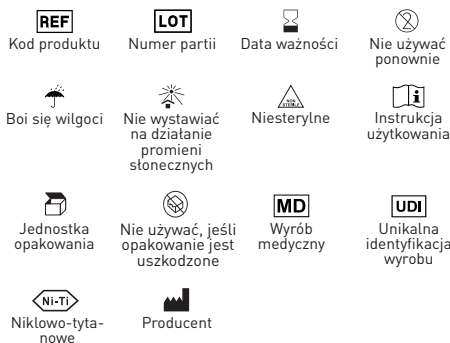 REF
LOT
Kod produktu
Numer partii
Data ważności
2
Nie używać
ponownie
Boi się wilgoci
Nie wystawiać
na działanie
promieni
słonecznych
NON
STERILE
Niesterylne
i
Instrukcja
użytkowania
Jednostka
opakowania
Nie używać, jeśli
opakowanie jest
uszkodzone
MD
Wyrób
medyczny
UDI
Unikalna
identyfikacja
wyrobu
Ni-Ti
Niklowo-tyta-
nowe
Producent